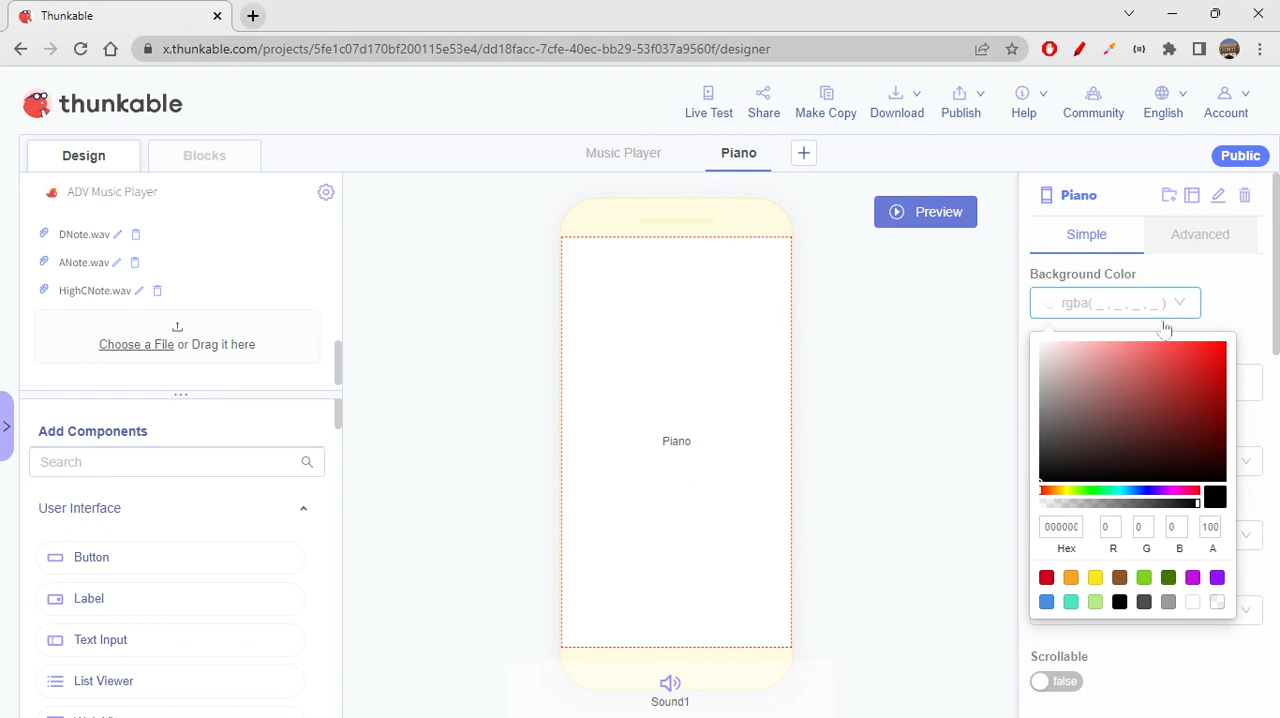 Thunkable
x.thunkable.com/projects/5fe1c07d170bf200115e53e4/dd18facc-7cfe-40ec-bb29-53f037a9560f/designer
thunkable
Live Test
Share
Make Copy
Download
Publish
Help
Community
English
Account
Design
Blocks
Music Player
Piano
Public
ADV Music Player
DNote.wav
ANote.wav
HighCNote.wav
Choose a File or Drag it here
Add Components
Search
User Interface
Button
Label
Text Input
List Viewer
Preview
Piano
Sound1
Piano
Simple
Advanced
Background Color
rgba( _ , _ , _ , _ )
000000 0 0 0 100
Hex R G B A
Scrollable
false